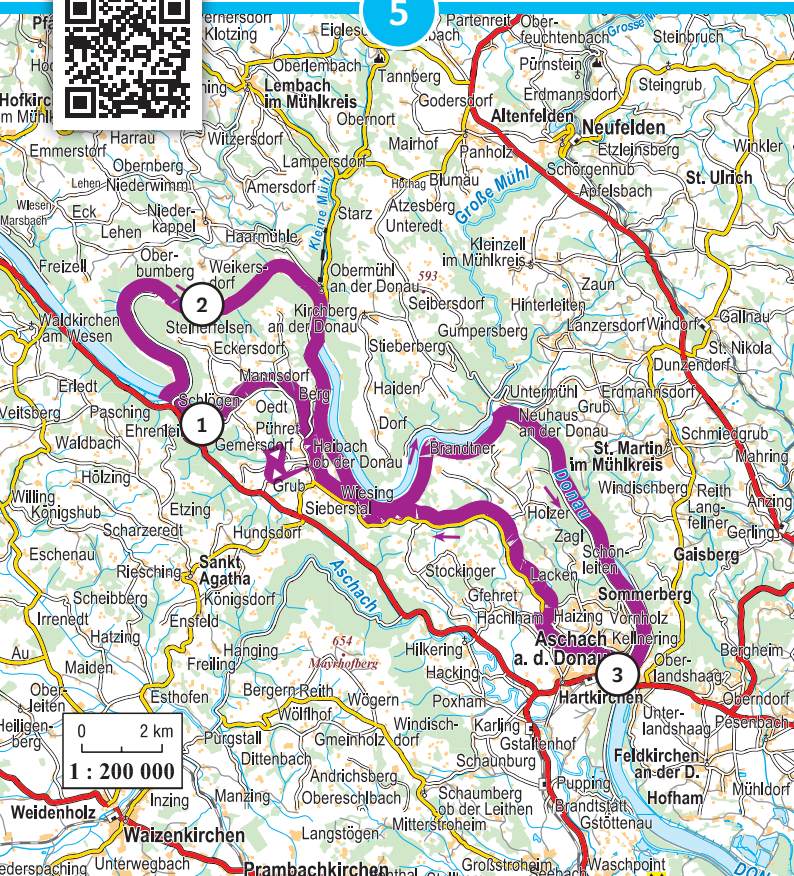 5
Klotzing
Partenreit
Ober-
feuchtenbach
Steinbruch
Oberlembach
Tannberg
Pürnstein
Steingrub
Lembach
im Mühlkreis
Godersdorf
Erdmannsdorf
Obernort
Altenfelden
Neufelden
Harrau
Witzersdorf
Mairhof
Panholz
Etzleinsberg
Winkler
Emmerstorf
Obernberg
Lampersdorf
Schörgenhub
St. Ulrich
Lehen
Niederwimm
Amersdorf
Hörhag
Blumau
Apfelsbach
Wiesen
Marsbach
Eck
Nieder-
kappel
Kleine Mühl
Starz
Atzesberg
Große Mühl
Lehen
Haarmühle
Unteredt
Kleinzell
im Mühlkreis
Freizell
Ober-
bumberg
Weikers-
dorf
Obermühl
an der Donau
593
Seibersdorf
Zaun
Hinterleiten
2
Waldkirchen
am Wesen
Kirchberg
an der Donau
Gumpersberg
Lanzersdorf
Windorf
Gallnau
Eckersdorf
Stieberberg
St. Nikola
Dunzendorf
Erledt
Mannsdorf
Haiden
Untermühl
Erdmannsdorf
Veitsberg
Pasching
Schlögen
Berg
Oedt
Neuhaus
an der Donau
Grub
1
Pühret
Dorf
Schmiedgrub
Waldbach
Gemersdorf
Haibach
ob der Donau
Brandtner
St. Martin
im Mühlkreis
Mahring
Hölzing
Donau
Windischberg
Willing
Königshub
Grub
Wiesing
Reith
Lang-
fellner
Anzing
Etzing
Sieberstal
Holzer
Scharzeredt
Hundsdorf
Zagl
Gerling
Eschenau
Schön-
leiten
Gaisberg
Riesching
Sankt
Agatha
Aschach
Stockinger
Lacken
Scheibberg
Königsdorf
Gfehret
Sommerberg
Irrenedt
Ensfeld
Hachlham
Haizing
Vornholz
Hatzing
Hanging
654
Mayrhofberg
Hilkering
Aschach
a. d. Donau
Kellnering
Bergheim
Au
Maiden
Freiling
Hacking
3
Ober-
landshaag
Ober-
leiten
Esthofen
Bergern
Reith
Wögern
Poxham
Hartkirchen
Oberndorf
Wölflhof
Windisch-
dorf
Unter-
landshaag
Pesenbach
Heiligen-
berg
0 2 km
Pürgstall
Gmeinholz
Karling
Gstaltenhof
Dittenbach
Schaunburg
Feldkirchen
an der D.
1 : 200 000
Andrichsberg
Pupping
Inzing
Manzing
Obereschlbach
Schaumberg
ob der Leithen
Hofham
Mühldorf
Weidenholz
Brandstatt
Gstöttenau
Waizenkirchen
Langstögen
Mitterstroheim
Unterwegbach
Prambachkirchen
Großstroheim
Waschpoint